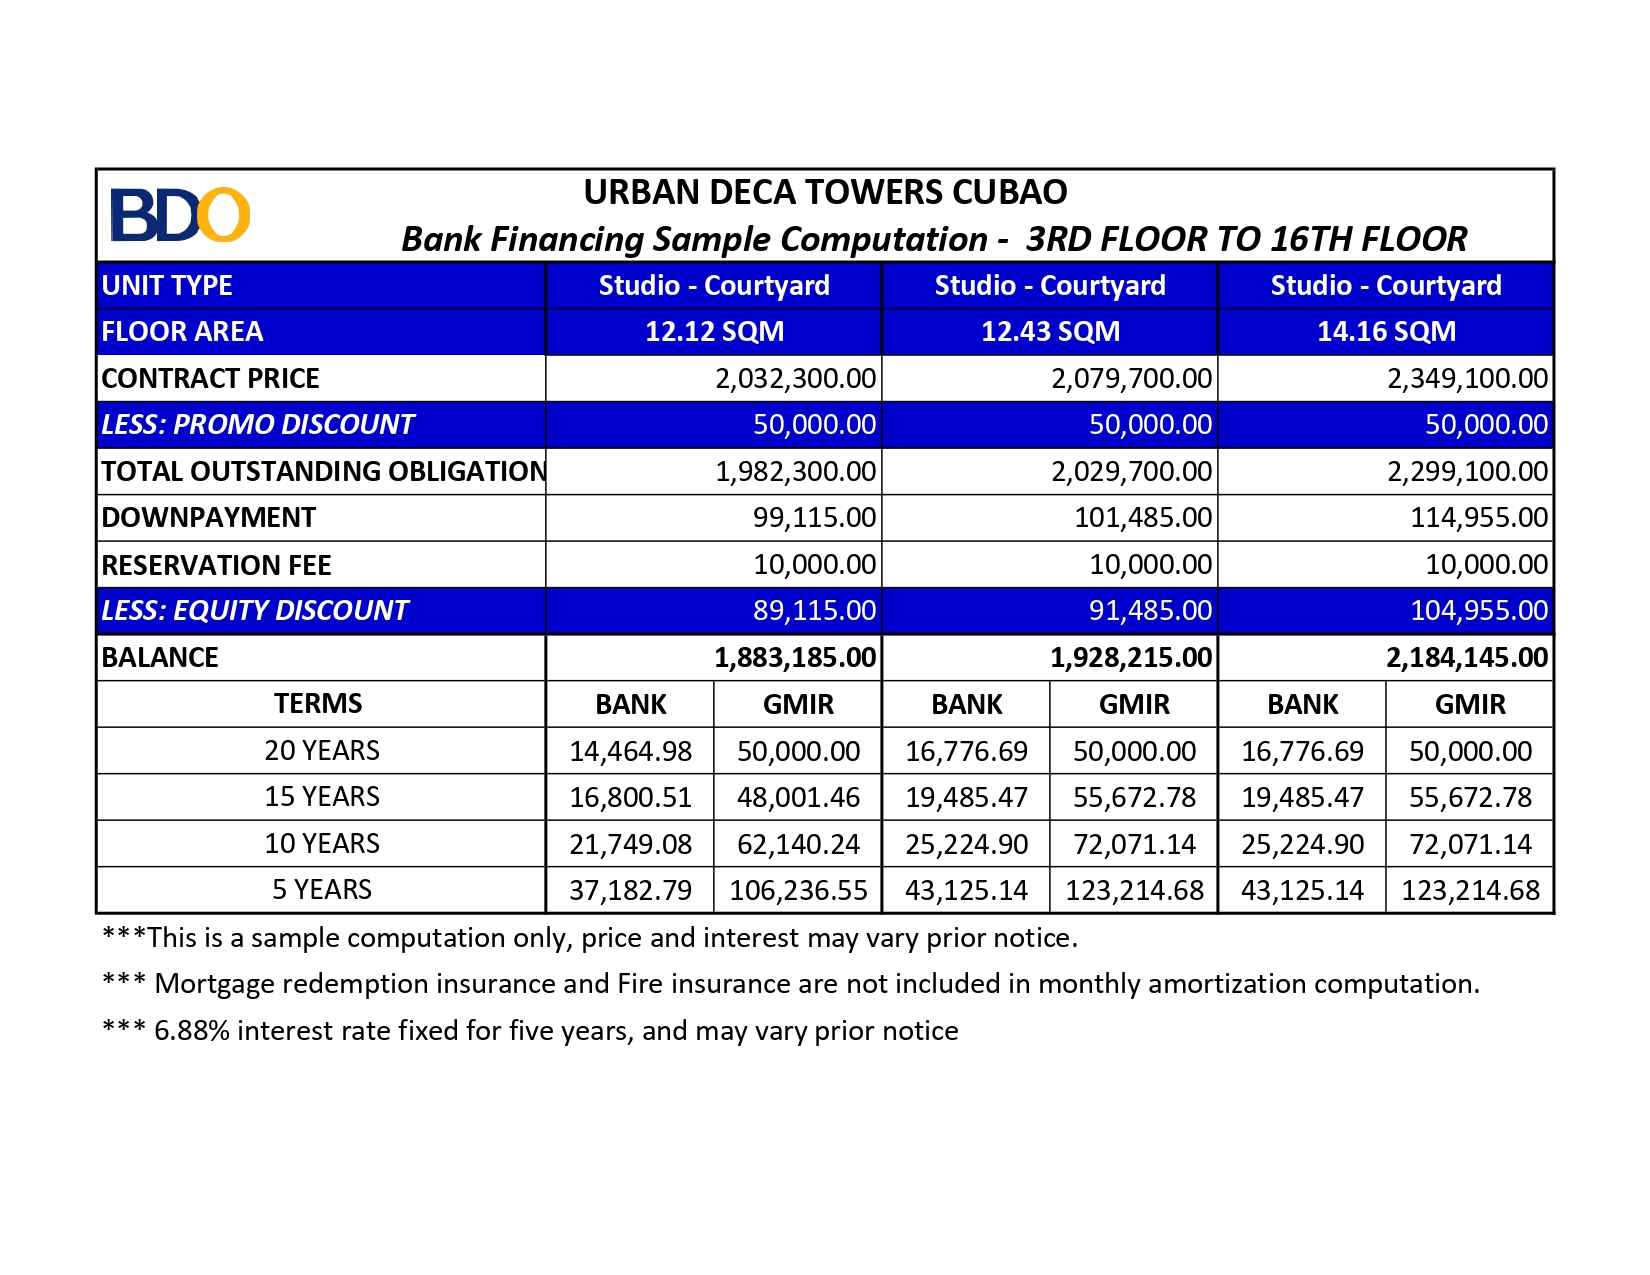 BDO
URBAN DECA TOWERS CUBAO
Bank Financing Sample Computation - 3RD FLOOR TO 16TH FLOOR
UNIT TYPE Studio - Courtyard Studio - Courtyard Studio - Courtyard
FLOOR AREA 12.12 SQM 12.43 SQM 14.16 SQM
CONTRACT PRICE 2,032,300.00 2,079,700.00 2,349,100.00
LESS: PROMO DISCOUNT 50,000.00 50,000.00 50,000.00
TOTAL OUTSTANDING OBLIGATION 1,982,300.00 2,029,700.00 2,299,100.00
DOWNPAYMENT 99,115.00 101,485.00 114,955.00
RESERVATION FEE 10,000.00 10,000.00 10,000.00
LESS: EQUITY DISCOUNT 89,115.00 91,485.00 104,955.00
BALANCE 1,883,185.00 1,928,215.00 2,184,145.00
TERMS BANK GMIR BANK GMIR BANK GMIR
20 YEARS 14,464.98 50,000.00 16,776.69 50,000.00 16,776.69 50,000.00
15 YEARS 16,800.51 48,001.46 19,485.47 55,672.78 19,485.47 55,672.78
10 YEARS 21,749.08 62,140.24 25,224.90 72,071.14 25,224.90 72,071.14
5 YEARS 37,182.79 106,236.55 43,125.14 123,214.68 43,125.14 123,214.68
***This is a sample computation only, price and interest may vary prior notice.
*** Mortgage redemption insurance and Fire insurance are not included in monthly amortization computation.
*** 6.88% interest rate fixed for five years, and may vary prior notice